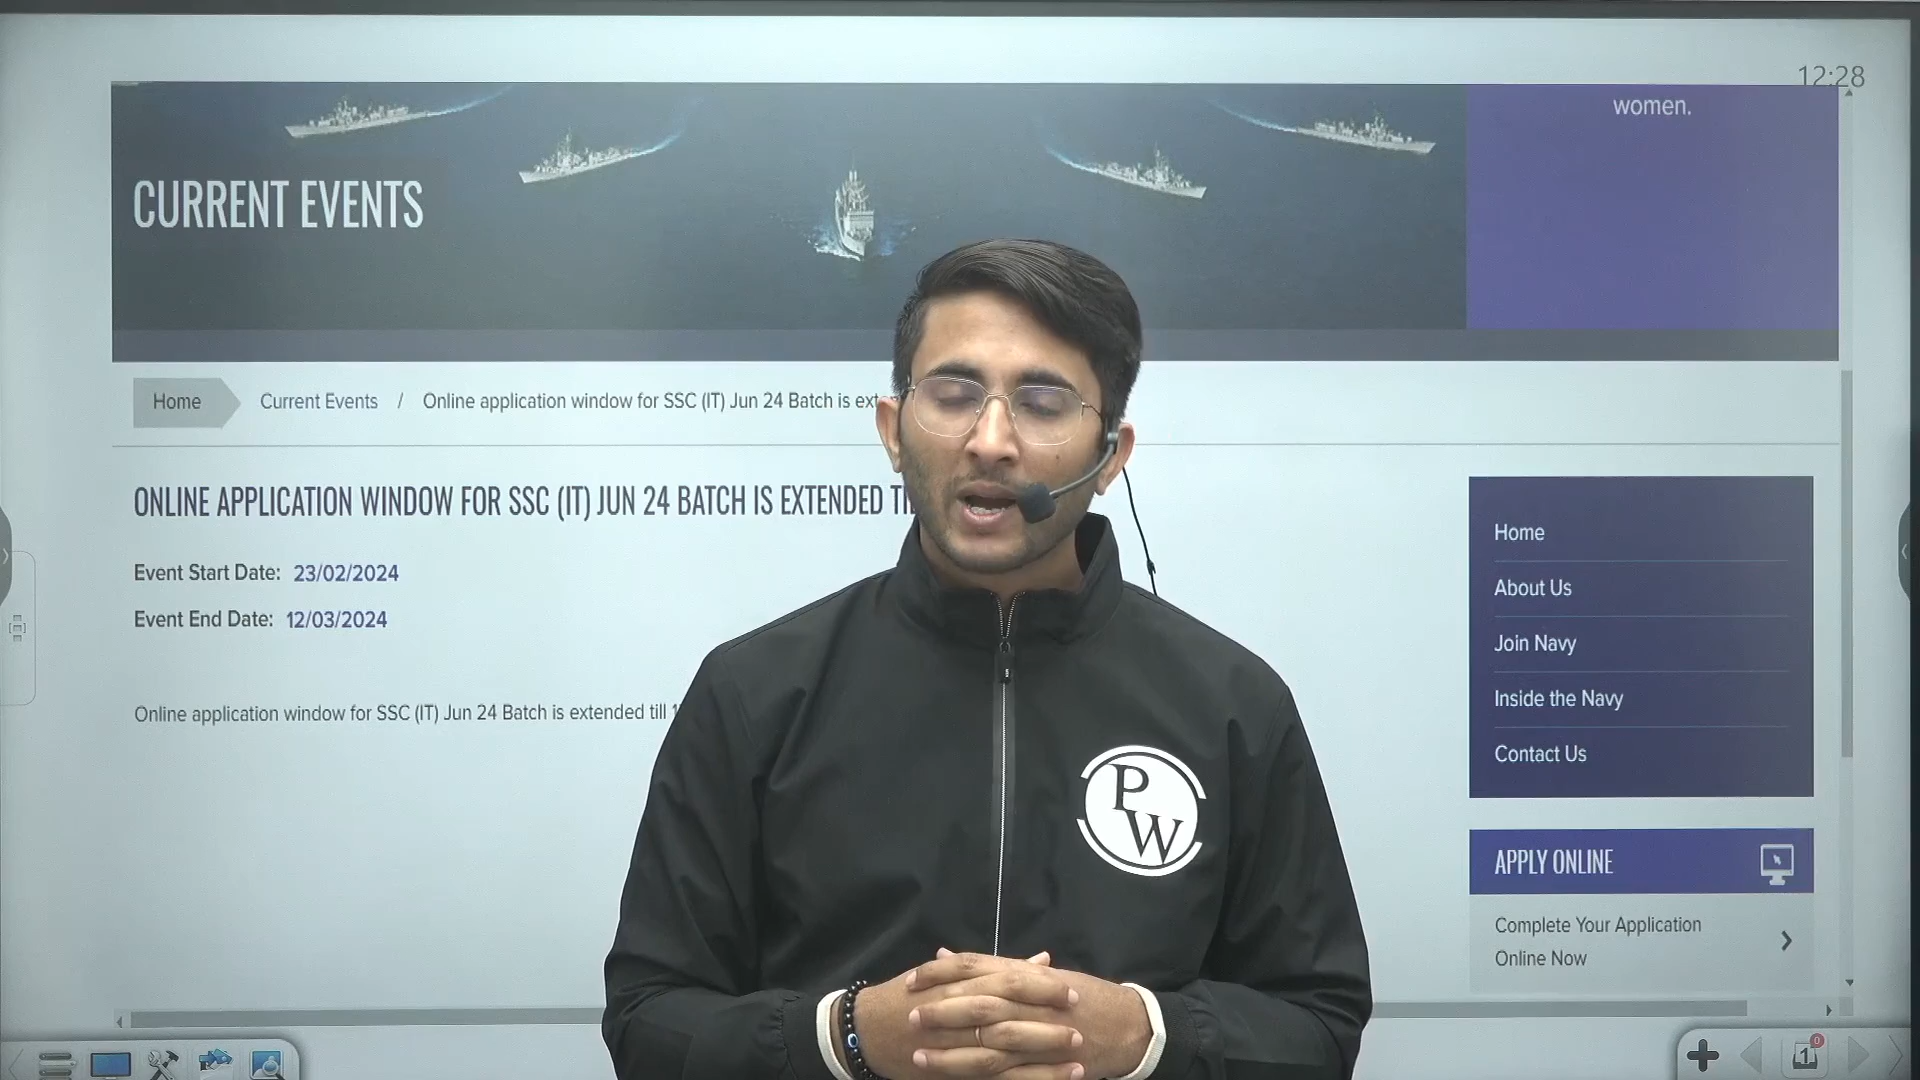 12:28
women.
CURRENT EVENTS
Home
Current Events / Online application window for SSC (IT) Jun 24 Batch is
ONLINE APPLICATION WINDOW FOR SSC (IT) JUN 24 BATCH IS EXTENDED
Event Start Date: 23/02/2024
Event End Date: 12/03/2024
Online application window for SSC (IT) Jun 24 Batch is extended till
Home
About Us
Join Navy
Inside the Navy
Contact Us
APPLY ONLINE
Complete Your Application
Online Now
P
W
1
0